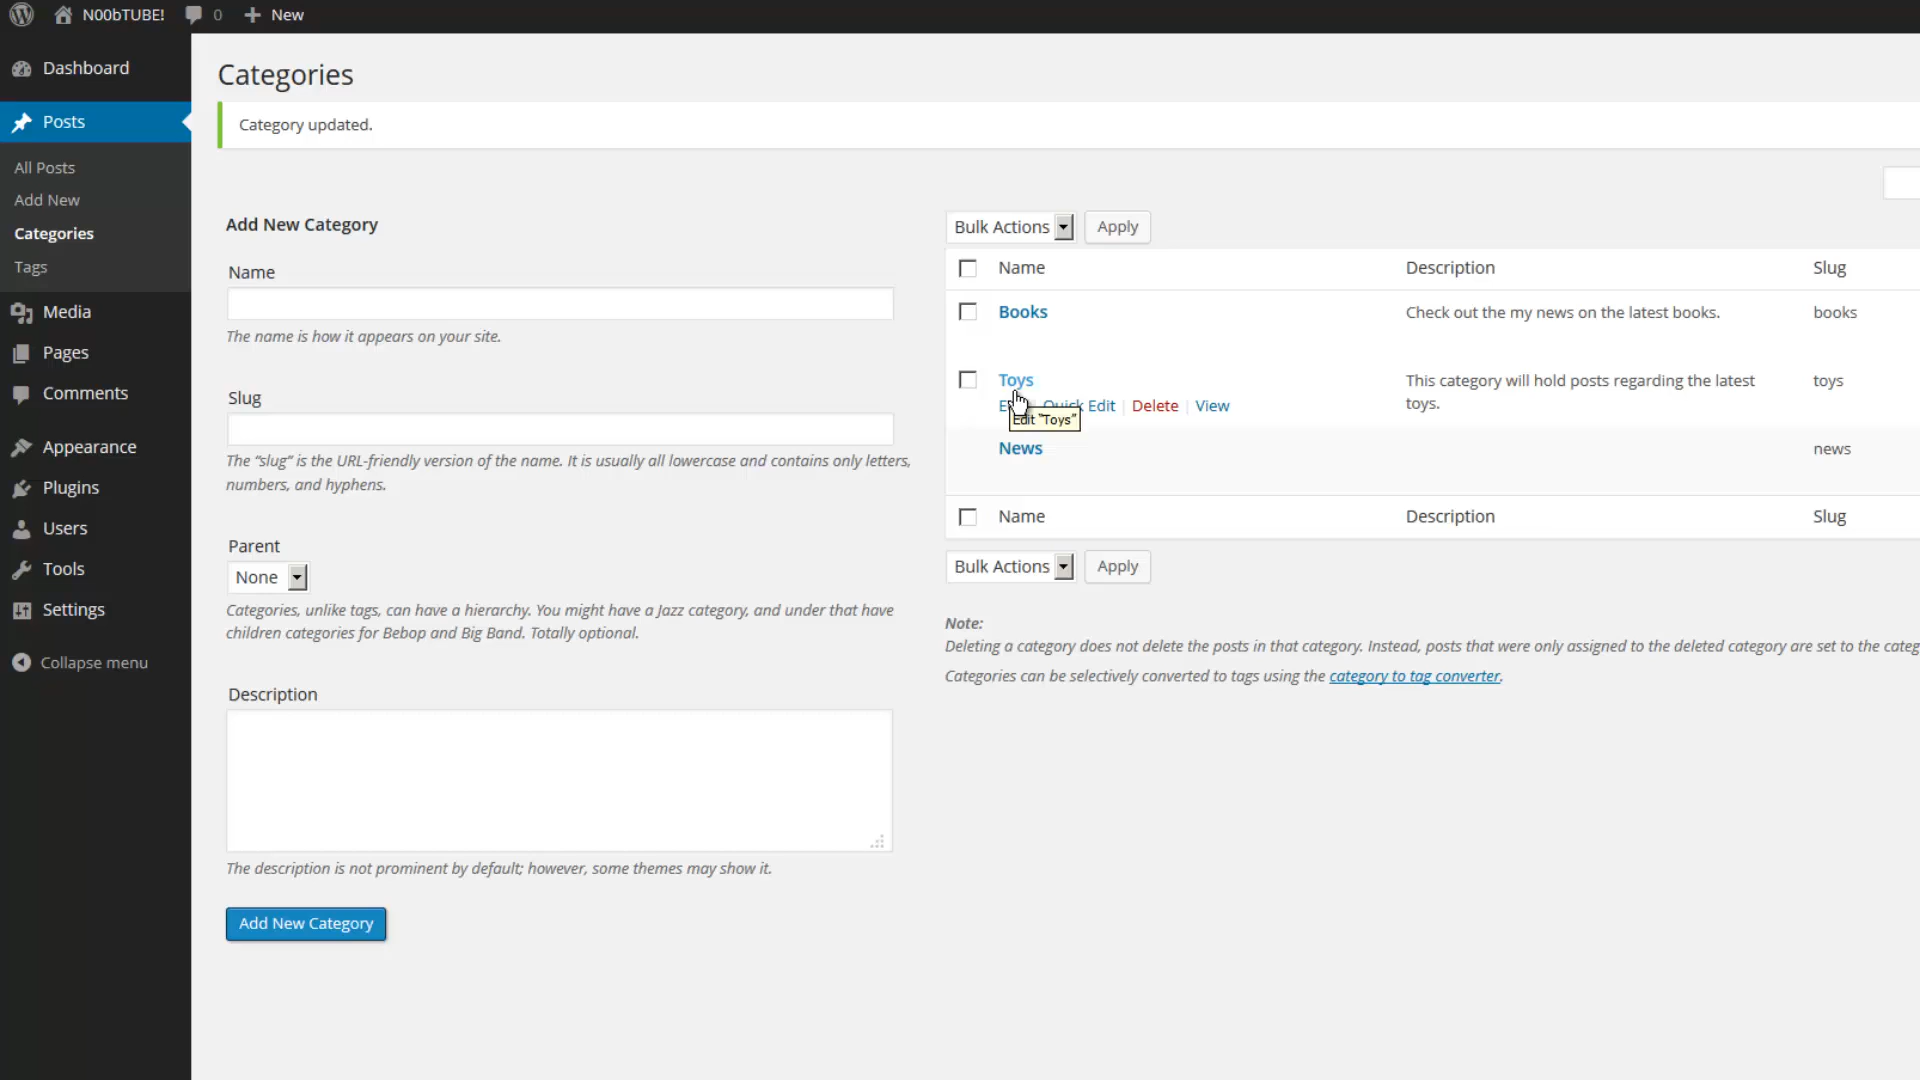 N00bTUBE! 0 New
Dashboard
Posts
All Posts
Add New
Categories
Tags
Media
Pages
Comments
Appearance
Plugins
Users
Tools
Settings
Collapse menu
Categories
Category updated.
Add New Category
Name
The name is how it appears on your site.
Slug
The “slug” is the URL-friendly version of the name. It is usually all lowercase and contains only letters,
numbers, and hyphens.
Parent
None
Categories, unlike tags, can have a hierarchy. You might have a Jazz category, and under that have
children categories for Bebop and Big Band. Totally optional.
Description
The description is not prominent by default; however, some themes may show it.
Add New Category
Bulk Actions Apply
Name Description Slug
Books Check out the my news on the latest books. books
Toys This category will hold posts regarding the latest toys
toys.
Quick Edit | Delete | View
Edit "Toys"
News news
Name Description Slug
Bulk Actions Apply
Note:
Deleting a category does not delete the posts in that category. Instead, posts that were only assigned to the deleted category are set to the
Categories can be selectively converted to tags using the category to tag converter.